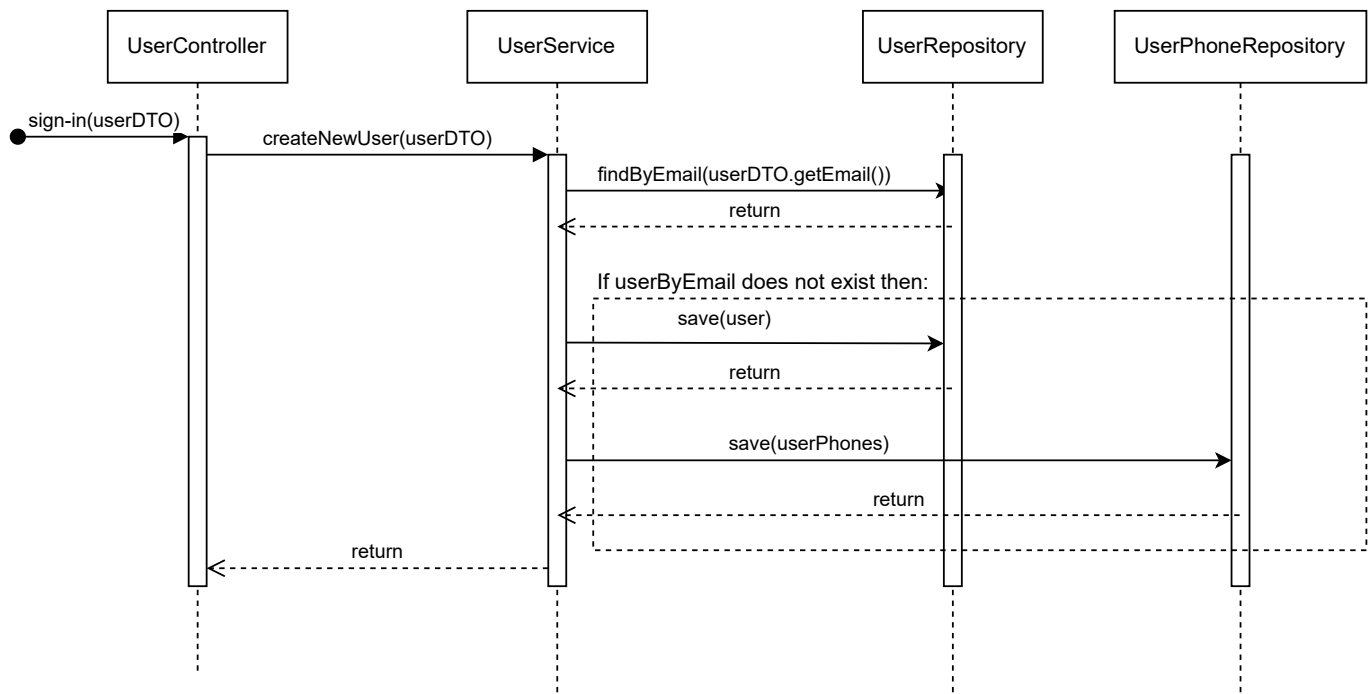 UserController
UserService
UserRepository
UserPhoneRepository
sign-in(userDTO)
createNewUser(userDTO)
findByEmail(userDTO.getEmail())
return
If userByEmail does not exist then:
save(user)
return
save(userPhones)
return
return